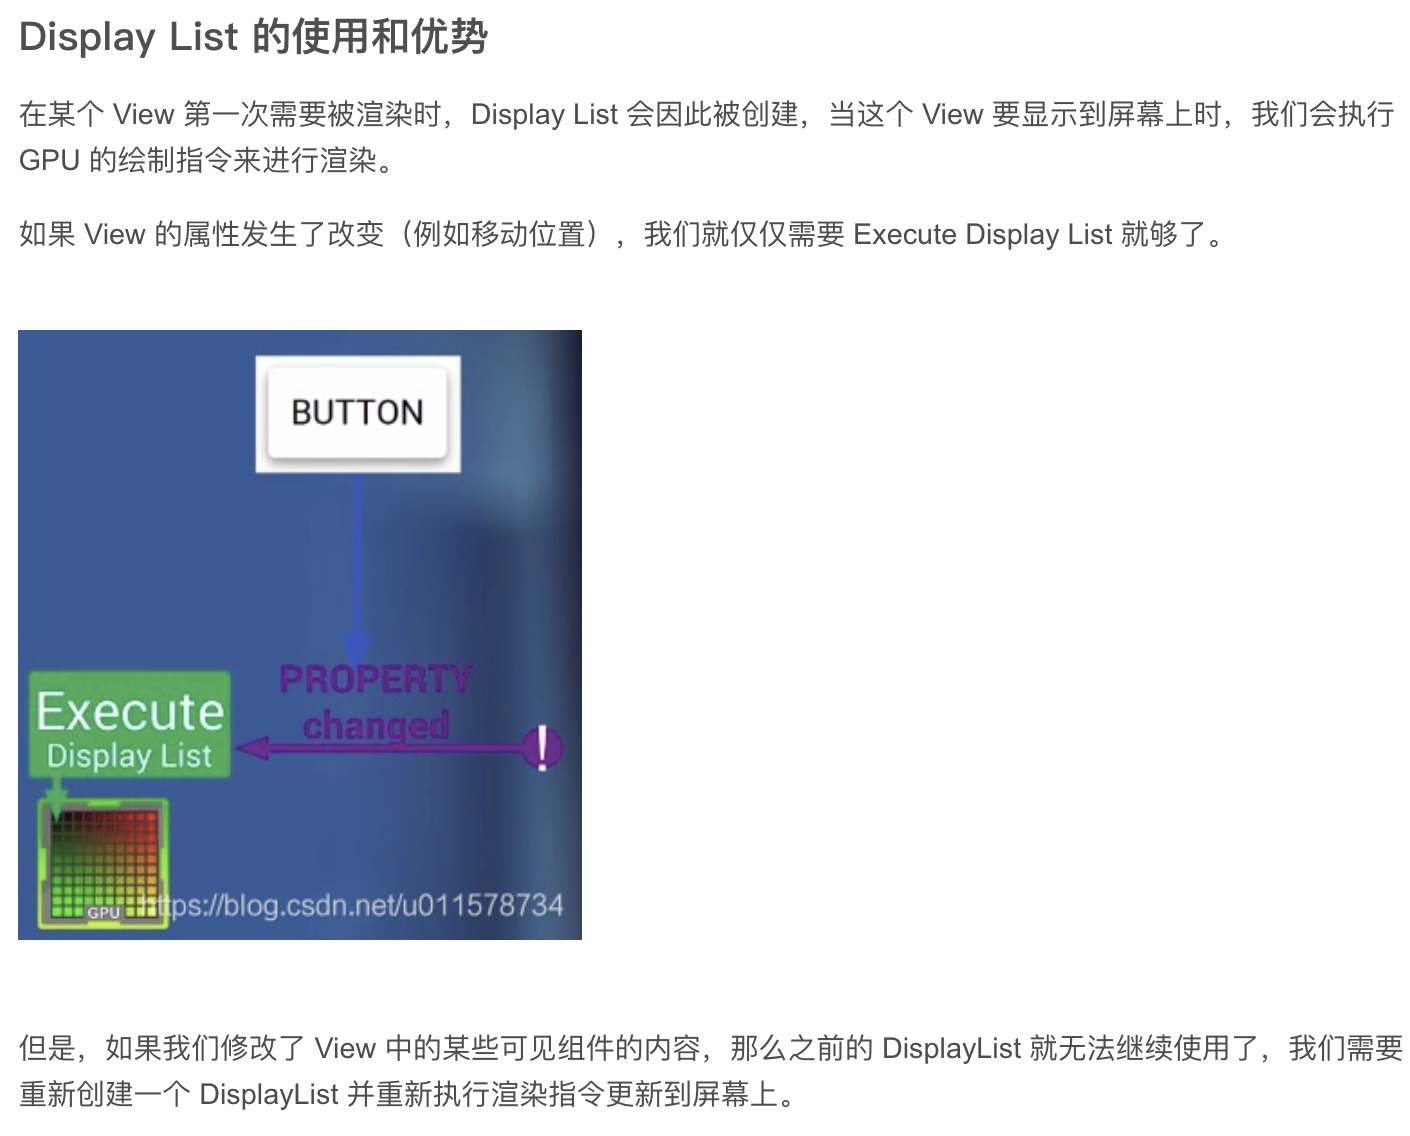 Display List 的使用和优势
在某个 View 第一次需要被渲染时，Display List 会因此被创建，当这个 View 要显示到屏幕上时，我们会执行
GPU 的绘制指令来进行渲染。
如果 View 的属性发生了改变（例如移动位置），我们就仅仅需要 Execute Display List 就够了。
BUTTON
PROPERTY
changed
!
Execute
Display List
GPU
https://blog.csdn.net/u011578734
但是，如果我们修改了 View 中的某些可见组件的内容，那么之前的 DisplayList 就无法继续使用了，我们需要
重新创建一个 DisplayList 并重新执行渲染指令更新到屏幕上。